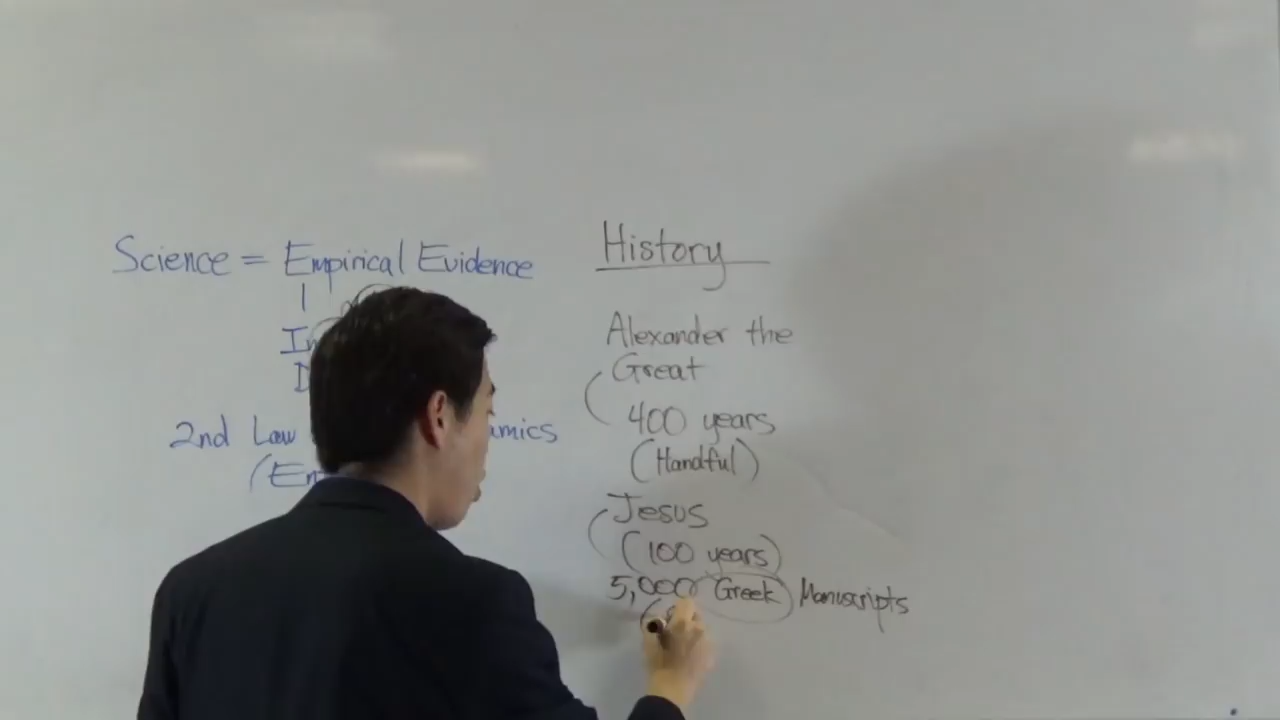 Science = Empirical Evidence
2nd Law
History
Alexander the
Great
400 years
(Handful)
Jesus
(100 years)
5,000 Greek Manuscripts